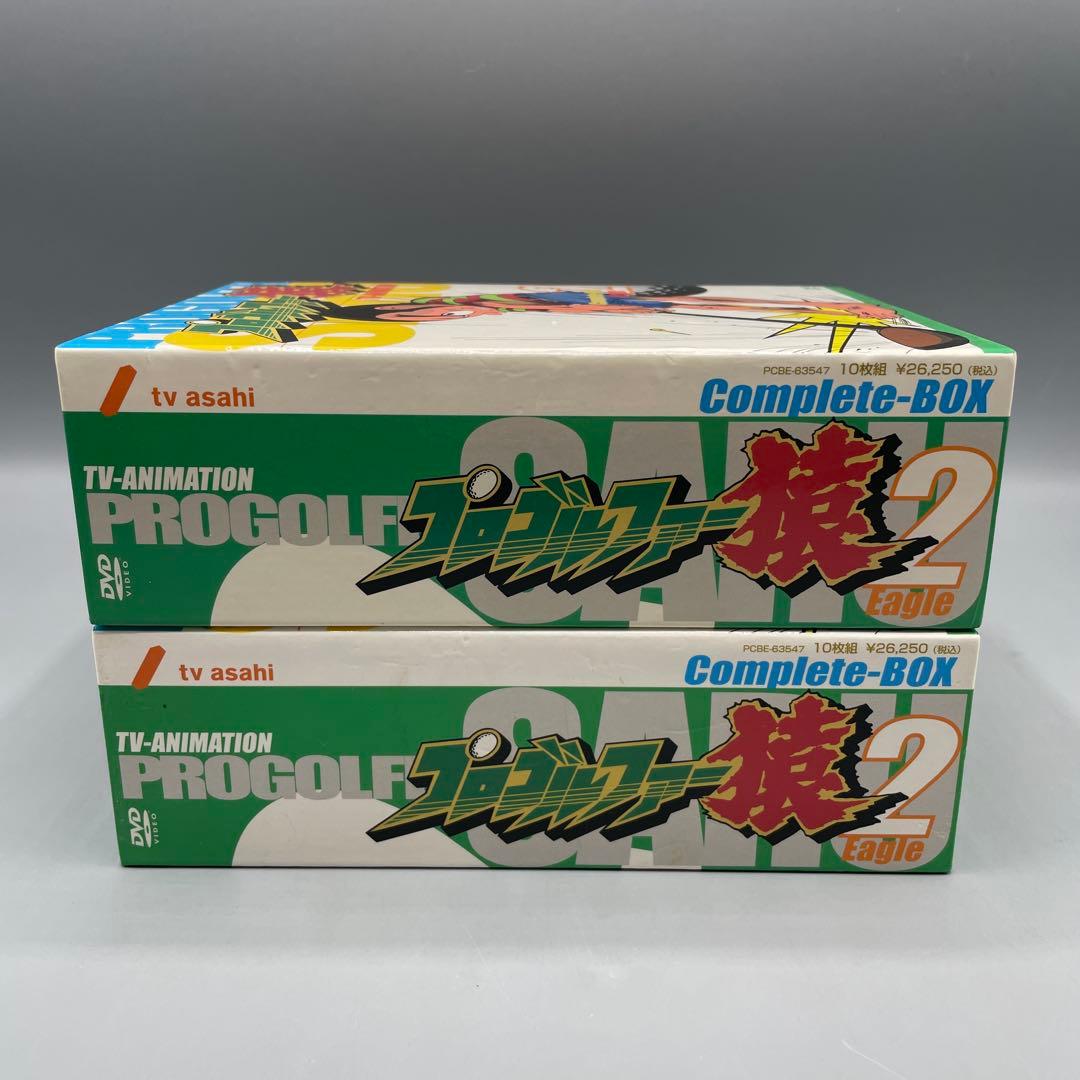 tv asahi
PCBE-63547 10枚組 ¥26,250 (税込)
Complete-BOX
TV-ANIMATION
PROGOLF
SARU
プロゴルファー猿
2
Eagle
DVD
VIDEO
tv asahi
PCBE-63547 10枚組 ¥26,250 (税込)
Complete-BOX
TV-ANIMATION
PROGOLF
SARU
プロゴルファー猿
2
Eagle
DVD
VIDEO